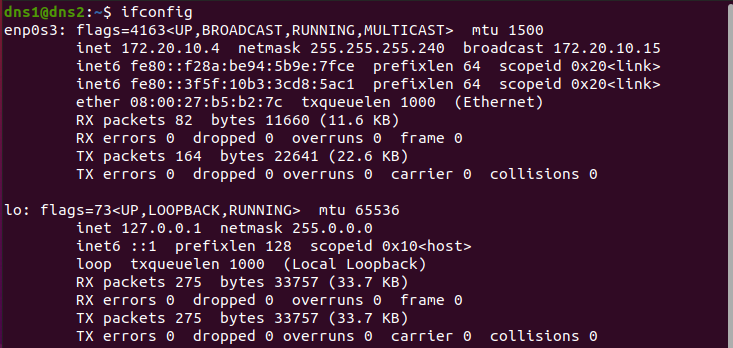 dns1@dns2:~$ ifconfig
enp0s3: flags=4163<UP,BROADCAST,RUNNING,MULTICAST>  mtu 1500
        inet 172.20.10.4  netmask 255.255.255.240  broadcast 172.20.10.15
        inet6 fe80::f28a:be94:5b9e:7fce  prefixlen 64  scopeid 0x20<link>
        inet6 fe80::3f5f:10b3:3cd8:5ac1  prefixlen 64  scopeid 0x20<link>
        ether 08:00:27:b5:b2:7c  txqueuelen 1000  (Ethernet)
        RX packets 82  bytes 11660 (11.6 KB)
        RX errors 0  dropped 0  overruns 0  frame 0
        TX packets 164  bytes 22641 (22.6 KB)
        TX errors 0  dropped 0 overruns 0  carrier 0  collisions 0

lo: flags=73<UP,LOOPBACK,RUNNING>  mtu 65536
        inet 127.0.0.1  netmask 255.0.0.0
        inet6 ::1  prefixlen 128  scopeid 0x10<host>
        loop  txqueuelen 1000  (Local Loopback)
        RX packets 275  bytes 33757 (33.7 KB)
        RX errors 0  dropped 0  overruns 0  frame 0
        TX packets 275  bytes 33757 (33.7 KB)
        TX errors 0  dropped 0 overruns 0  carrier 0  collisions 0